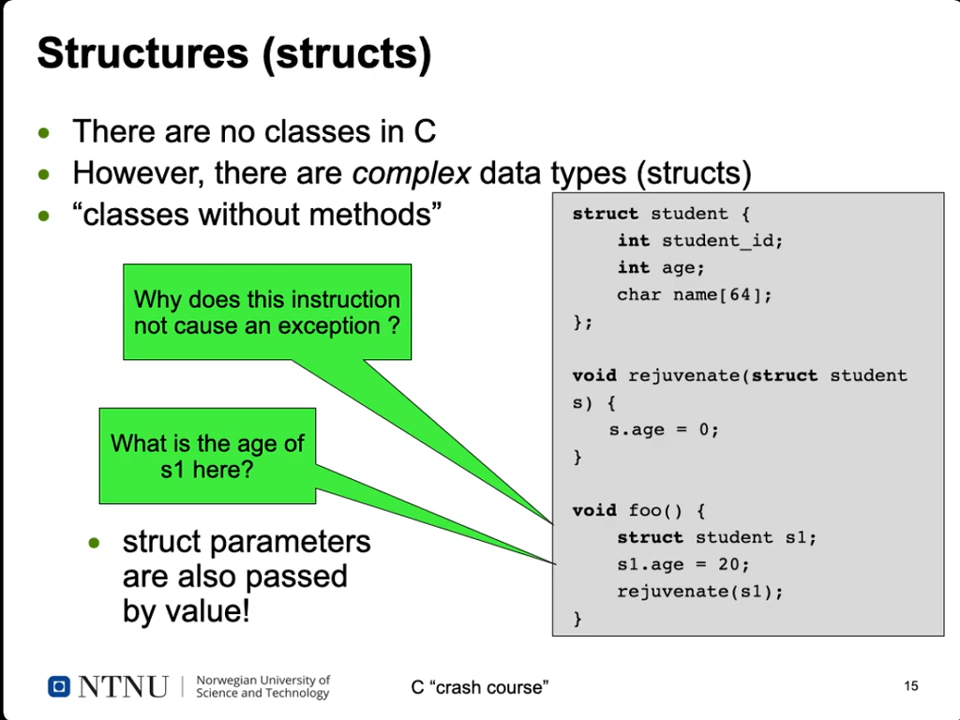 Structures (structs)
• There are no classes in C
• However, there are complex data types (structs)
• “classes without methods”
Why does this instruction
not cause an exception ?
What is the age of
s1 here?
• struct parameters
are also passed
by value!
struct student {
int student_id;
int age;
char name[64];
};
void rejuvenate(struct student
s) {
s.age = 0;
}
void foo() {
struct student s1;
s1.age = 20;
rejuvenate(s1);
}
NTNU
Norwegian University of
Science and Technology
C “crash course”
15